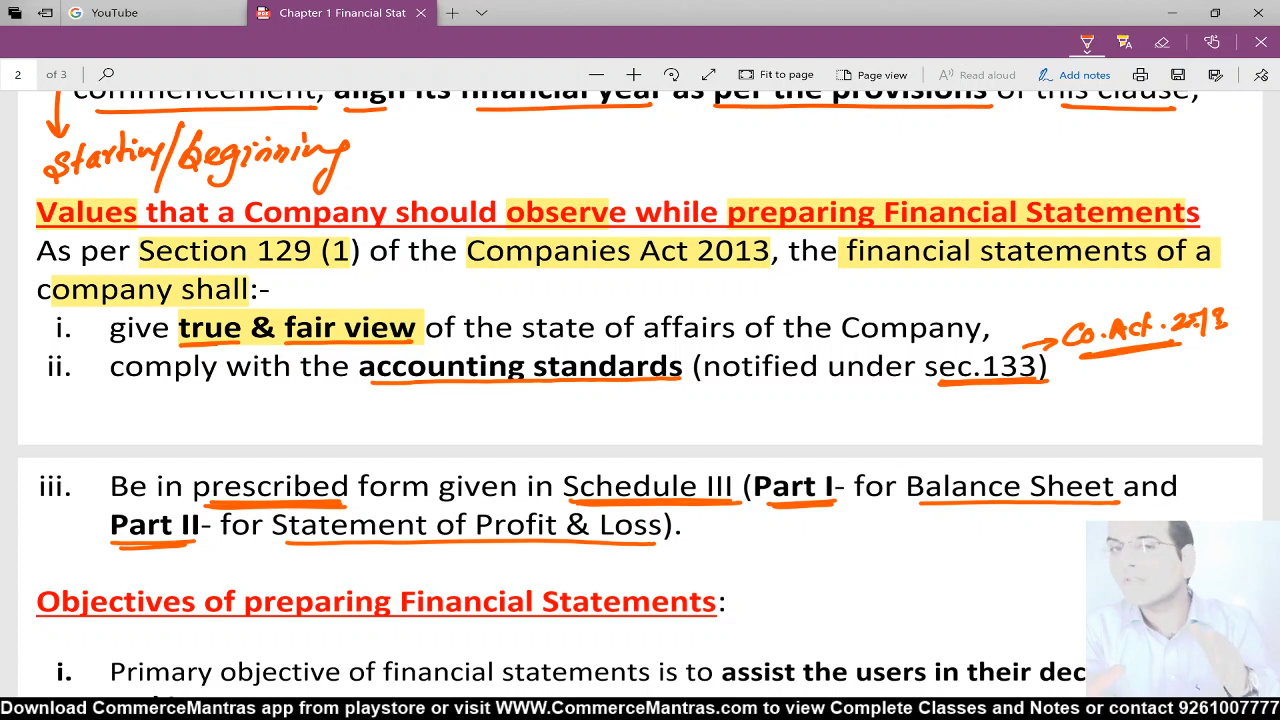 YouTube
Chapter 1 Financial Stat
2 of 3
Fit to page
Page view
Read aloud
Add notes
commencement, align its financial year as per the provisions of this clause,
Starting/beginning
Values that a Company should observe while preparing Financial Statements
As per Section 129 (1) of the Companies Act 2013, the financial statements of a
company shall:-
i. give true & fair view of the state of affairs of the Company,
Co. Act. 2013
ii. comply with the accounting standards (notified under sec.133)
iii. Be in prescribed form given in Schedule III (Part I- for Balance Sheet and
Part II- for Statement of Profit & Loss).
Objectives of preparing Financial Statements:
i. Primary objective of financial statements is to assist the users in their dec
Download CommerceMantras app from playstore or visit WWW.CommerceMantras.com to view Complete Classes and Notes or contact 9261007777